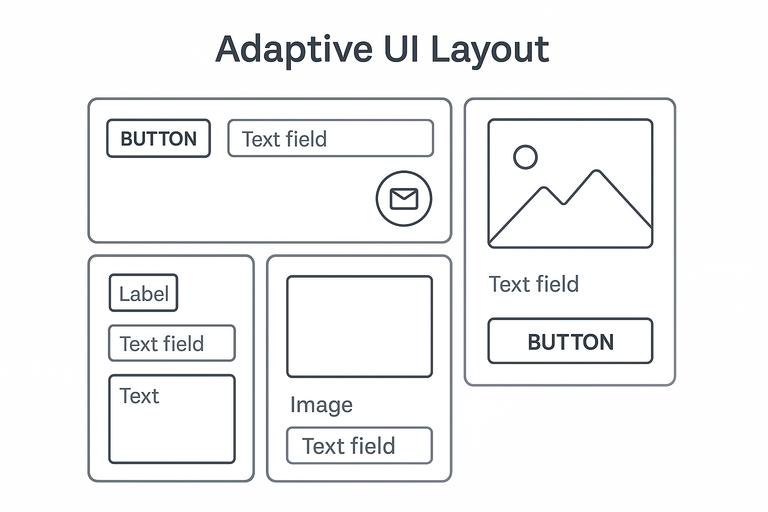 Adaptive UI Layout
BUTTON
Text field
Label
Text field
Text
Image
Text field
Text field
BUTTON